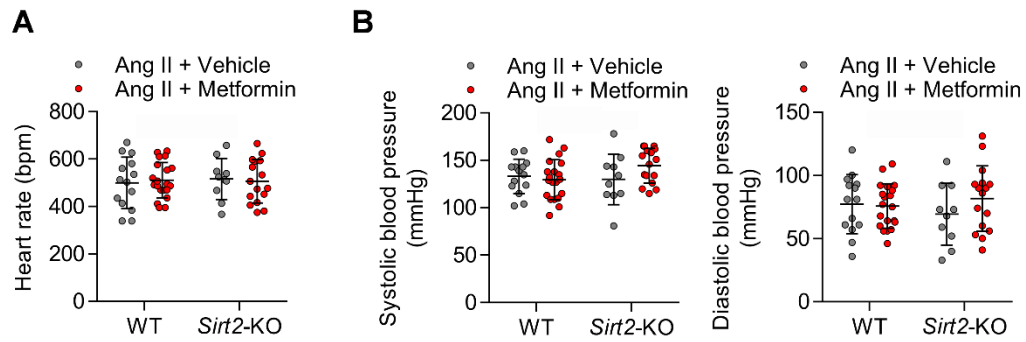 A
Ang II + Vehicle
Ang II + Metformin
Heart rate (bpm)
800
600
400
200
0
WT
Sirt2-KO
B
Ang II + Vehicle
Ang II + Metformin
Systolic blood pressure
(mmHg)
200
150
100
50
0
WT
Sirt2-KO
Ang II + Vehicle
Ang II + Metformin
Diastolic blood pressure
(mmHg)
150
100
50
0
WT
Sirt2-KO